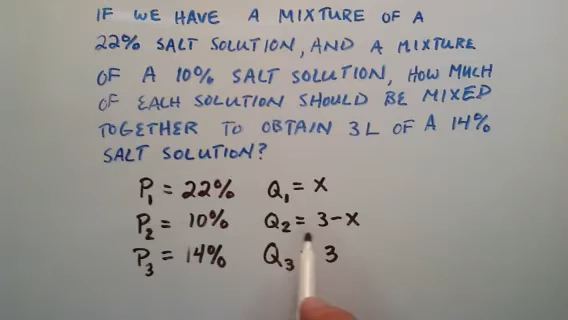 IF WE HAVE A MIXTURE OF A
22% SALT SOLUTION, AND A MIXTURE
OF A 10% SALT SOLUTION, HOW MUCH
OF EACH SOLUTION SHOULD BE MIXED
TOGETHER TO OBTAIN 3L OF A 14%
SALT SOLUTION?
P1 = 22% Q1 = X
P2 = 10% Q2 = 3-X
P3 = 14% Q3 3